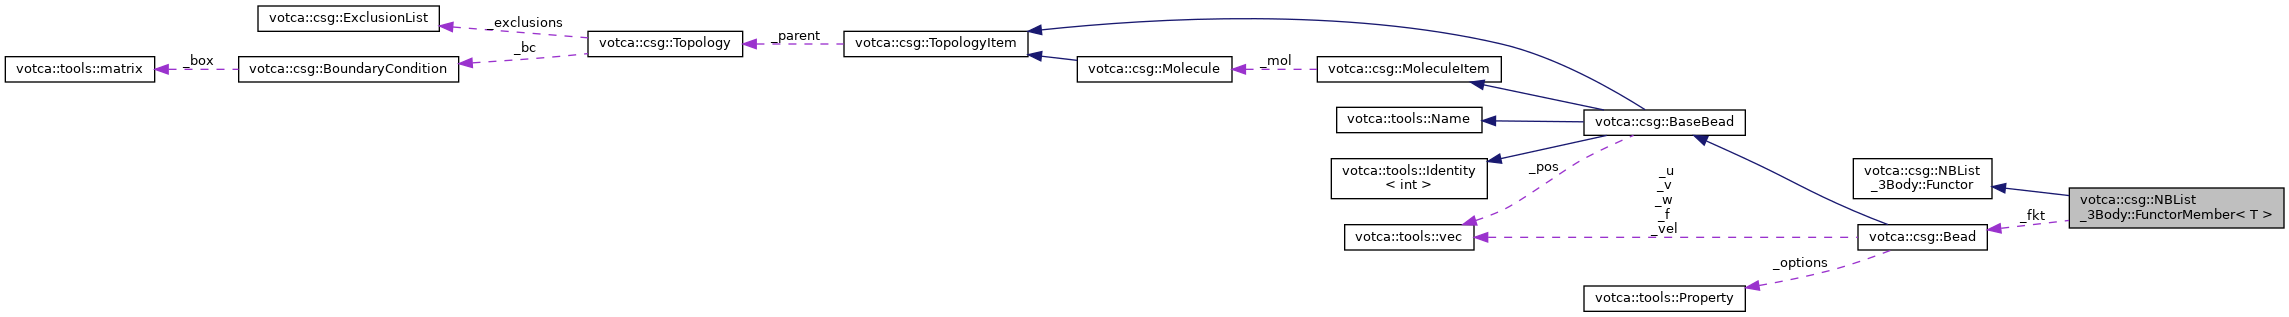 votca::csg::ExclusionList
_exclusions
votca::csg::Topology
_parent
votca::csg::TopologyItem
_bc
votca::tools::matrix
_box
votca::csg::BoundaryCondition
votca::csg::Molecule
_mol
votca::csg::MoleculeItem
votca::tools::Name
votca::csg::BaseBead
votca::tools::Identity
< int >
_pos
_u
_v
_w
_f
_vel
votca::tools::vec
votca::csg::NBList
_3Body::Functor
votca::csg::NBList
_3Body::FunctorMember< T >
_fkt
votca::csg::Bead
_options
votca::tools::Property